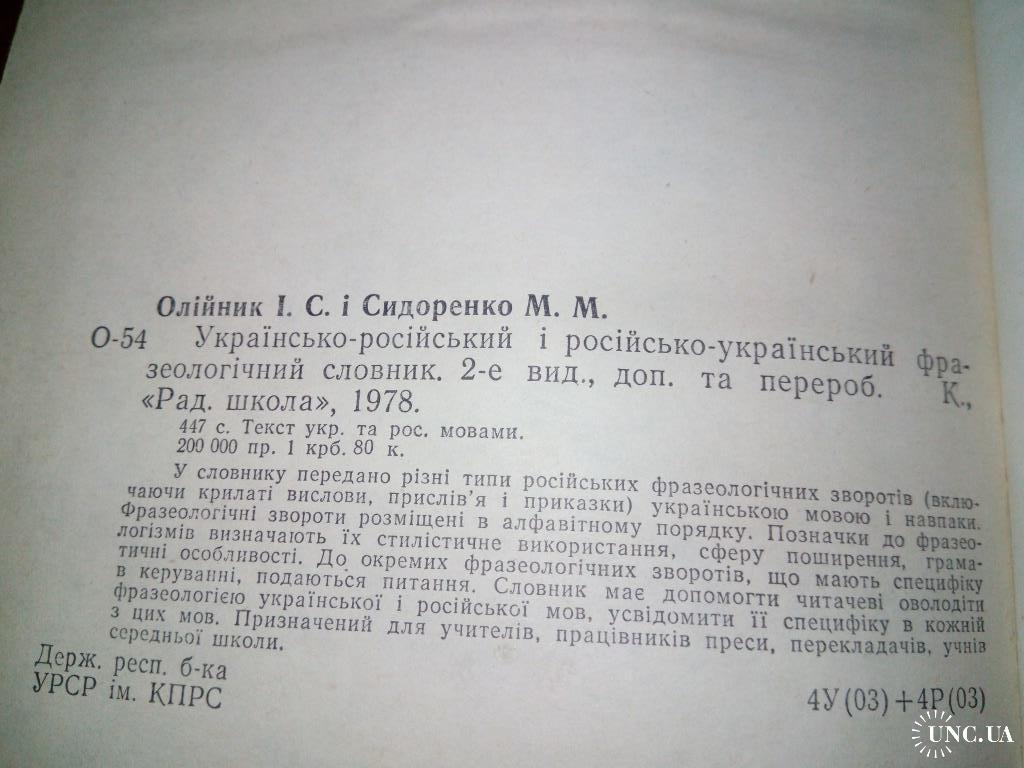 Олійник І. С. і Сидоренко М. М.
О-54 Українсько-російський і російсько-український фра-
зеологічний словник. 2-е вид., доп. та перероб. К.,
«Рад. школа», 1978.
447 с. Текст укр. та рос. мовами.
200 000 пр. 1 крб. 80 к.
У словнику передано різні типи російських фразеологічних зворотів (вклю-
чаючи крилаті вислови, прислів'я і приказки) українською мовою і навпаки.
Фразеологічні звороти розміщені в алфавітному порядку. Позначки до фразео-
логізмів визначають їх стилістичне використання, сферу поширення, грама-
тичні особливості. До окремих фразеологічних зворотів, що мають специфіку
в керуванні, подаються питання. Словник має допомогти читачеві оволодіти
фразеологією української і російської мов, усвідомити її специфіку в кожній
з цих мов. Призначений для учителів, працівників преси, перекладачів, учнів
середньої школи.
Держ. респ. б-ка
УРСР ім. КПРС
4У(03)+4Р(03)
UNC.UA